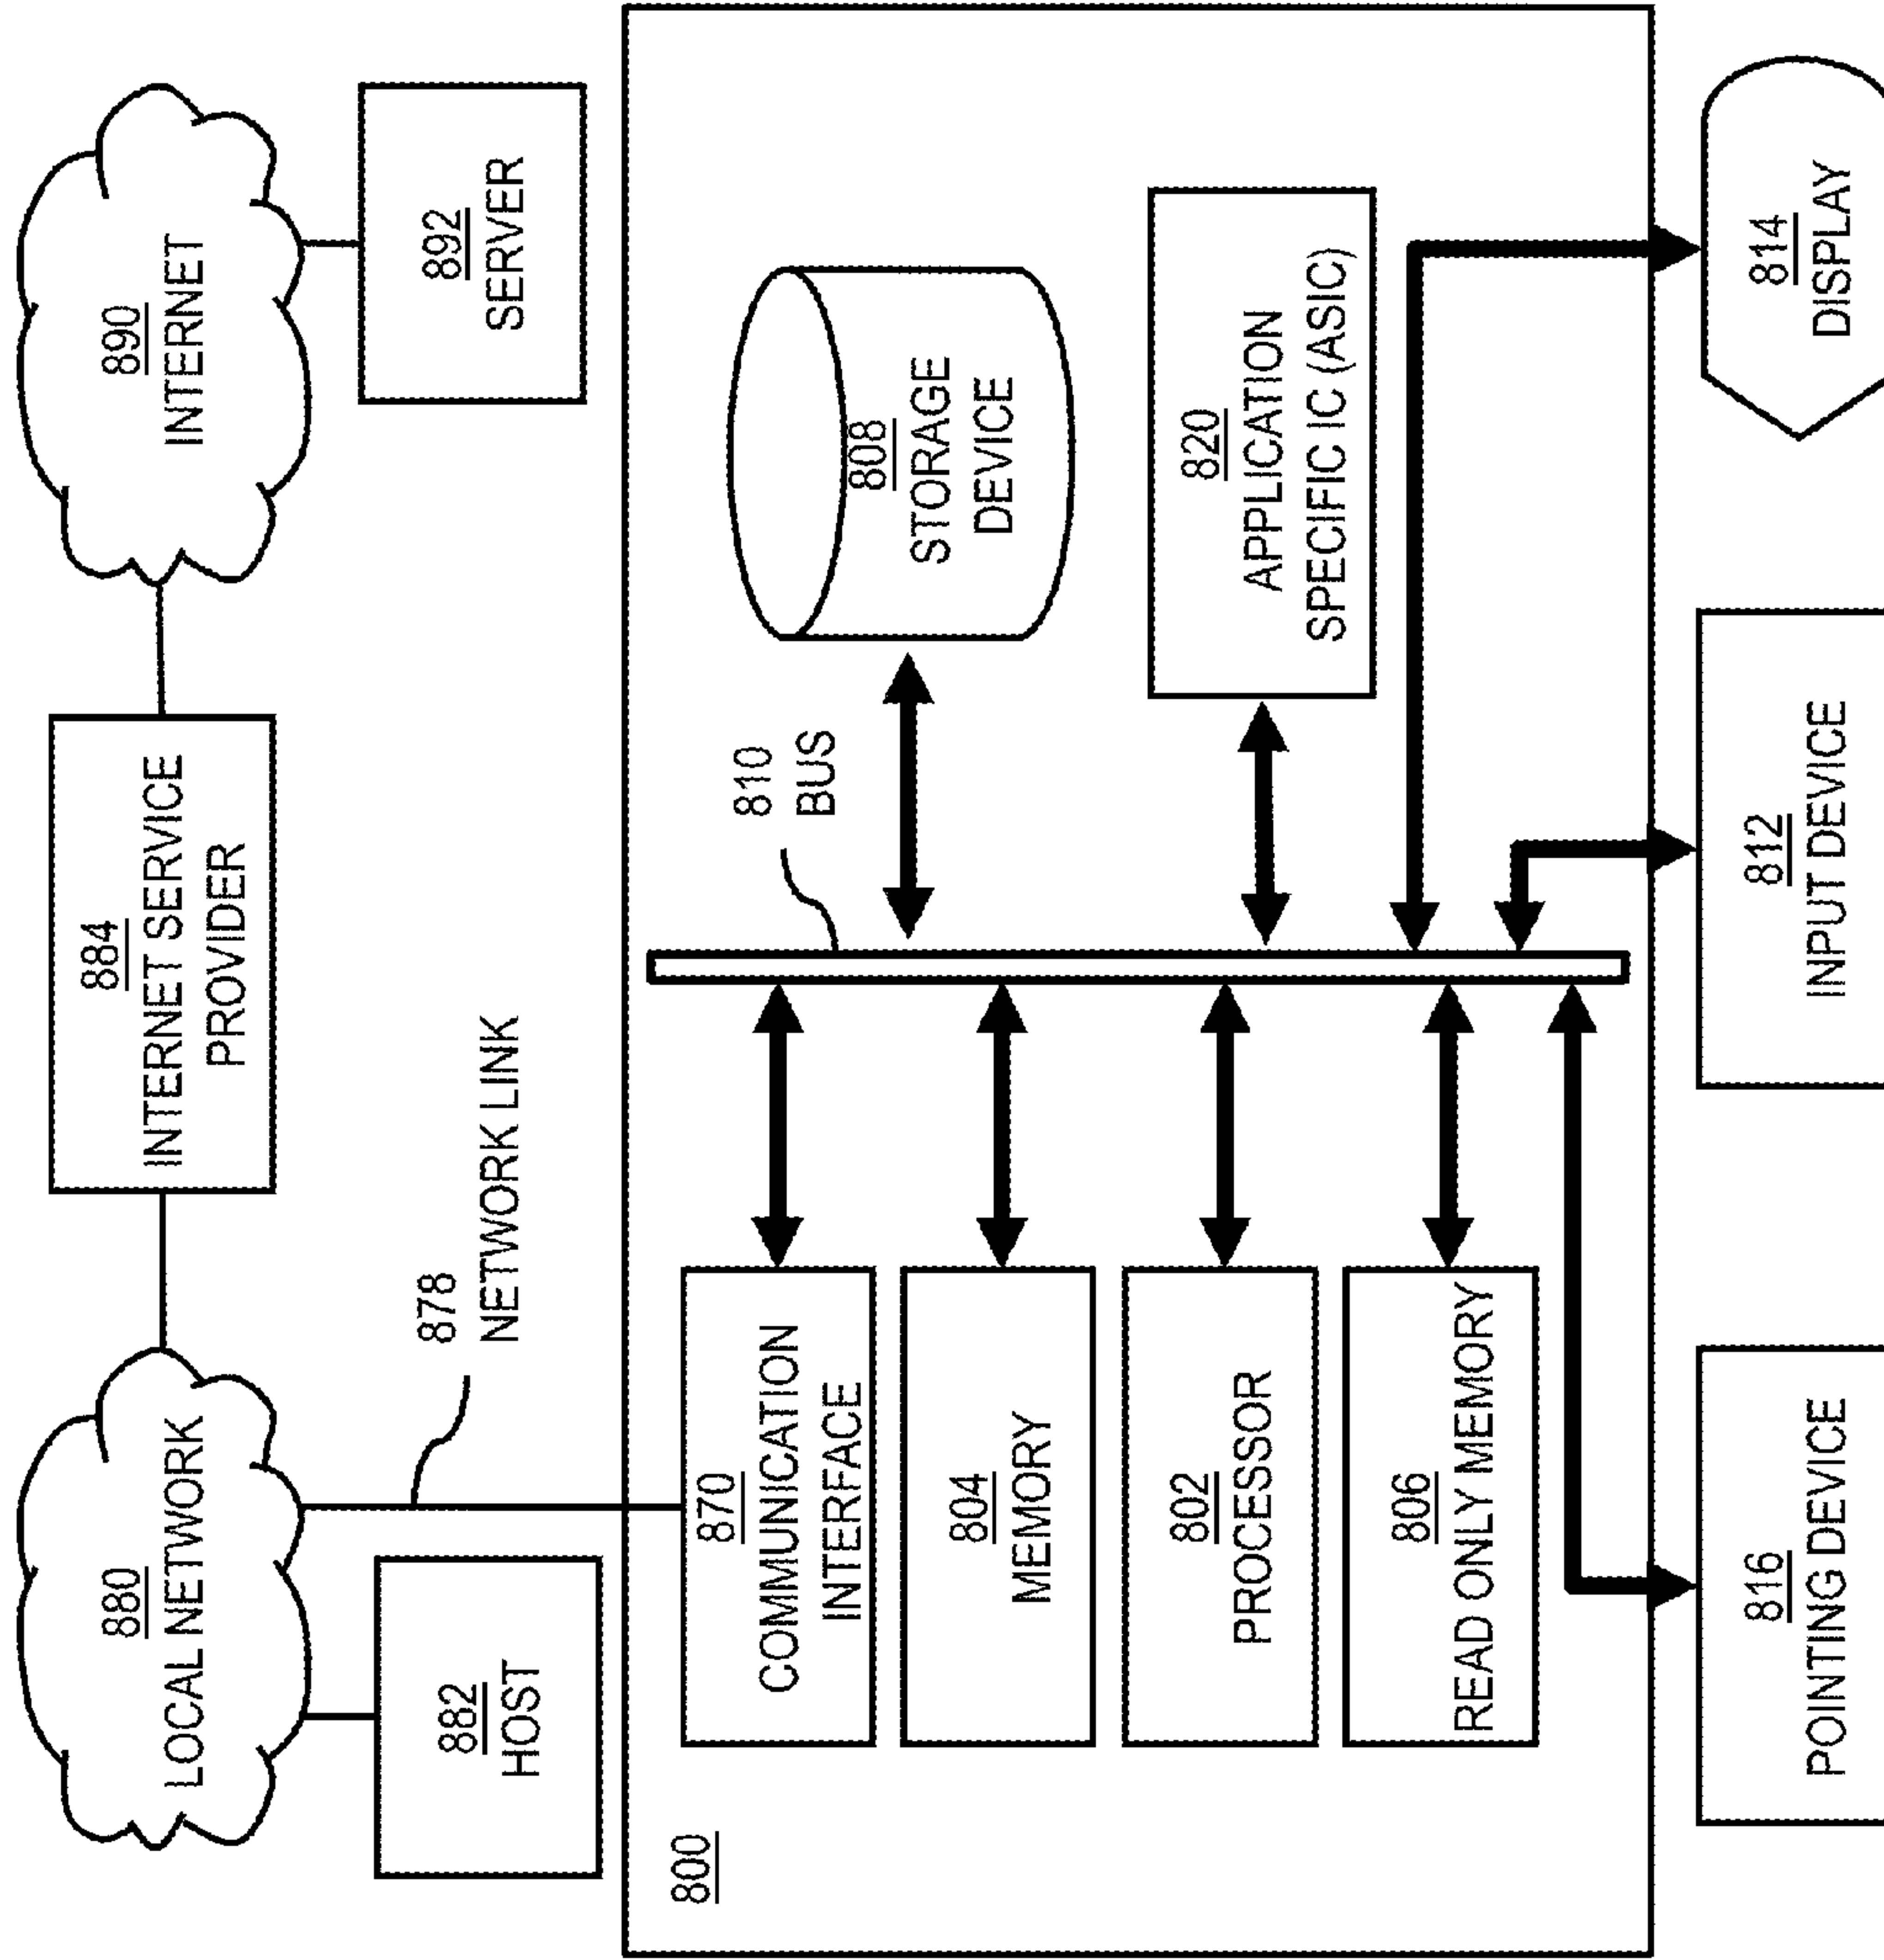 880
LOCAL NETWORK
884
INTERNET SERVICE
PROVIDER
890
INTERNET
882
HOST
878
NETWORK LINK
892
SERVER
800
870
COMMUNICATION
INTERFACE
810
BUS
808
STORAGE
DEVICE
804
MEMORY
802
PROCESSOR
820
APPLICATION
SPECIFIC IC (ASIC)
806
READ ONLY MEMORY
816
POINTING DEVICE
812
INPUT DEVICE
814
DISPLAY